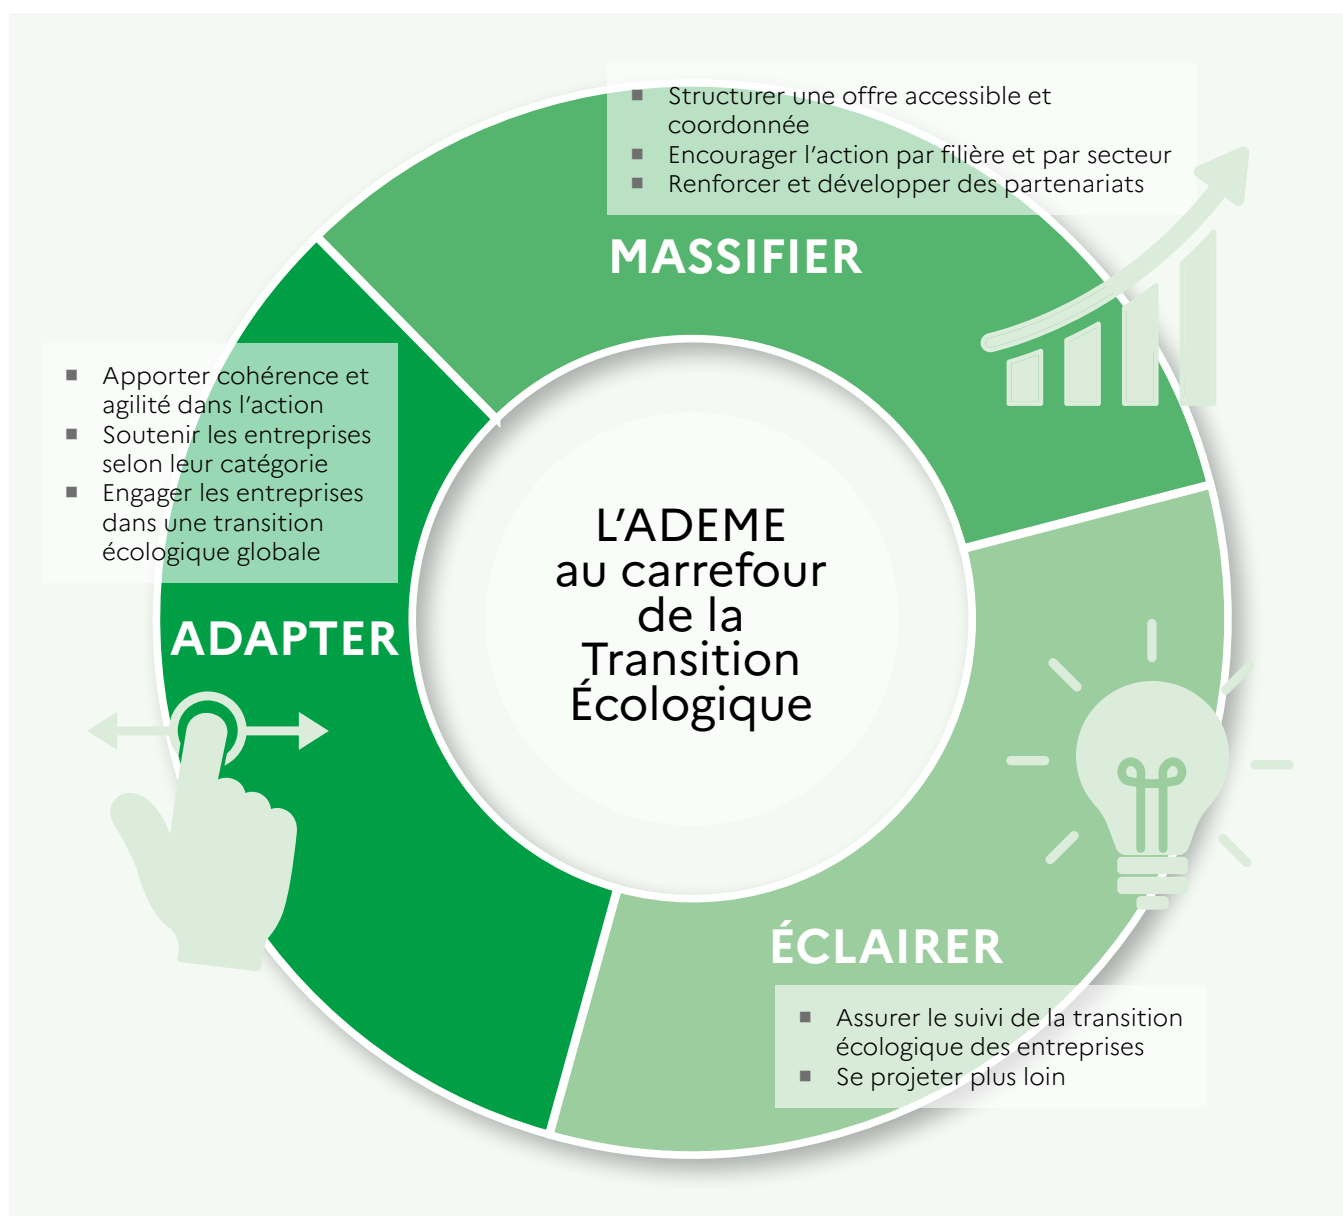 ■ Structurer une offre accessible et
coordonnée
■ Encourager l’action par filière et par secteur
■ Renforcer et développer des partenariats
MASSIFIER
■ Apporter cohérence et
agilité dans l’action
■ Soutenir les entreprises
selon leur catégorie
■ Engager les entreprises
dans une transition
écologique globale
ADAPTER
L’ADEME
au carrefour
de la
Transition
Écologique
ÉCLAIRER
■ Assurer le suivi de la transition
écologique des entreprises
■ Se projeter plus loin